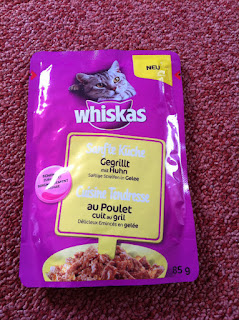 NEU
whiskas
Sanfte Küche
Gegrillt
mit Huhn
Saftige Streifen in Gelee
Cuisine Tendresse
au Poulet
cuit au gril
Délicieux Émincés en gelée
85 g